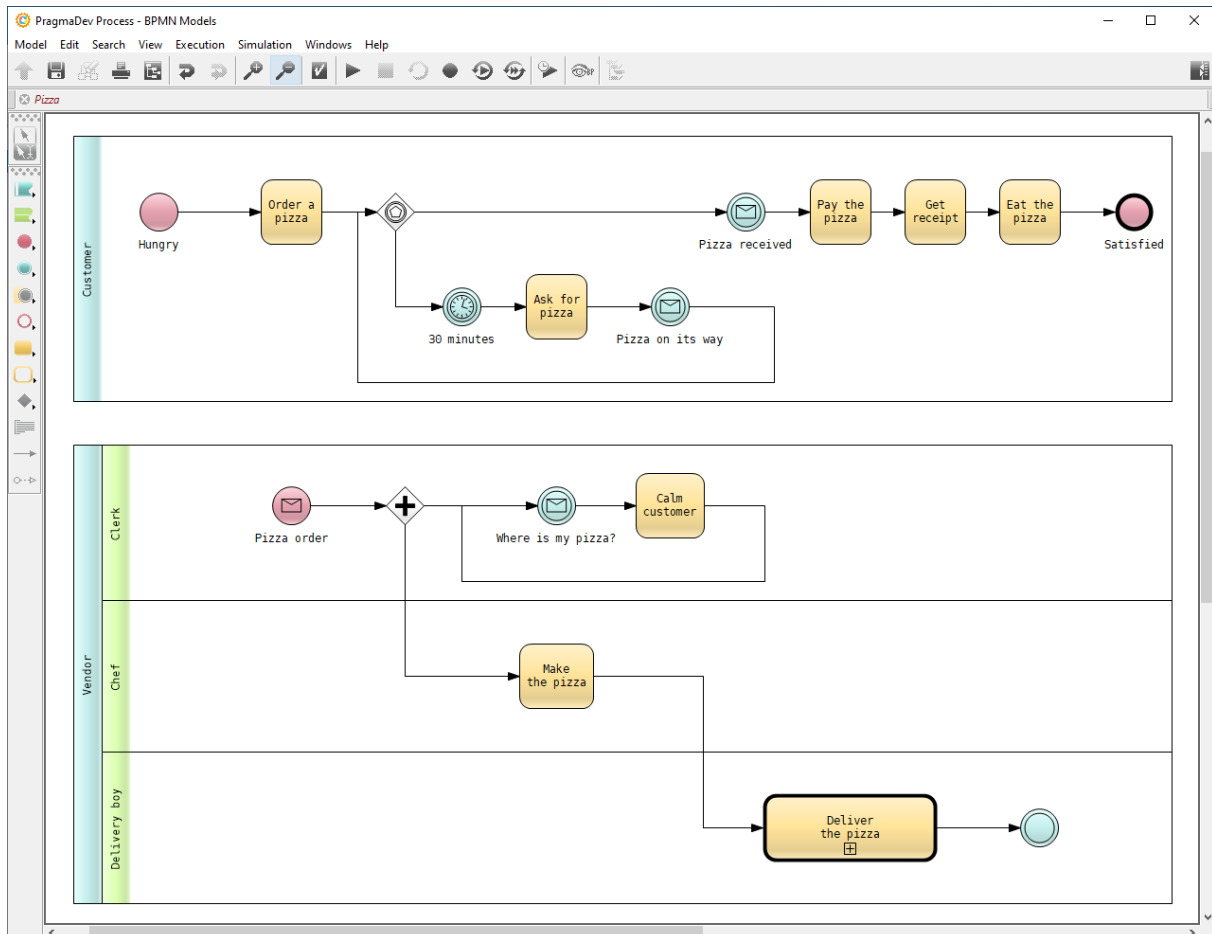 PragmaDev Process - BPMN Models
Model Edit Search View Execution Simulation Windows Help
Pizza
Customer
Hungry
Order a
pizza
Pizza received
Pay the
pizza
Get
receipt
Eat the
pizza
Satisfied
30 minutes
Ask for
pizza
Pizza on its way
Vendor
Clerk
Pizza order
Where is my pizza?
Calm
customer
Chef
Make
the pizza
Delivery boy
Deliver
the pizza